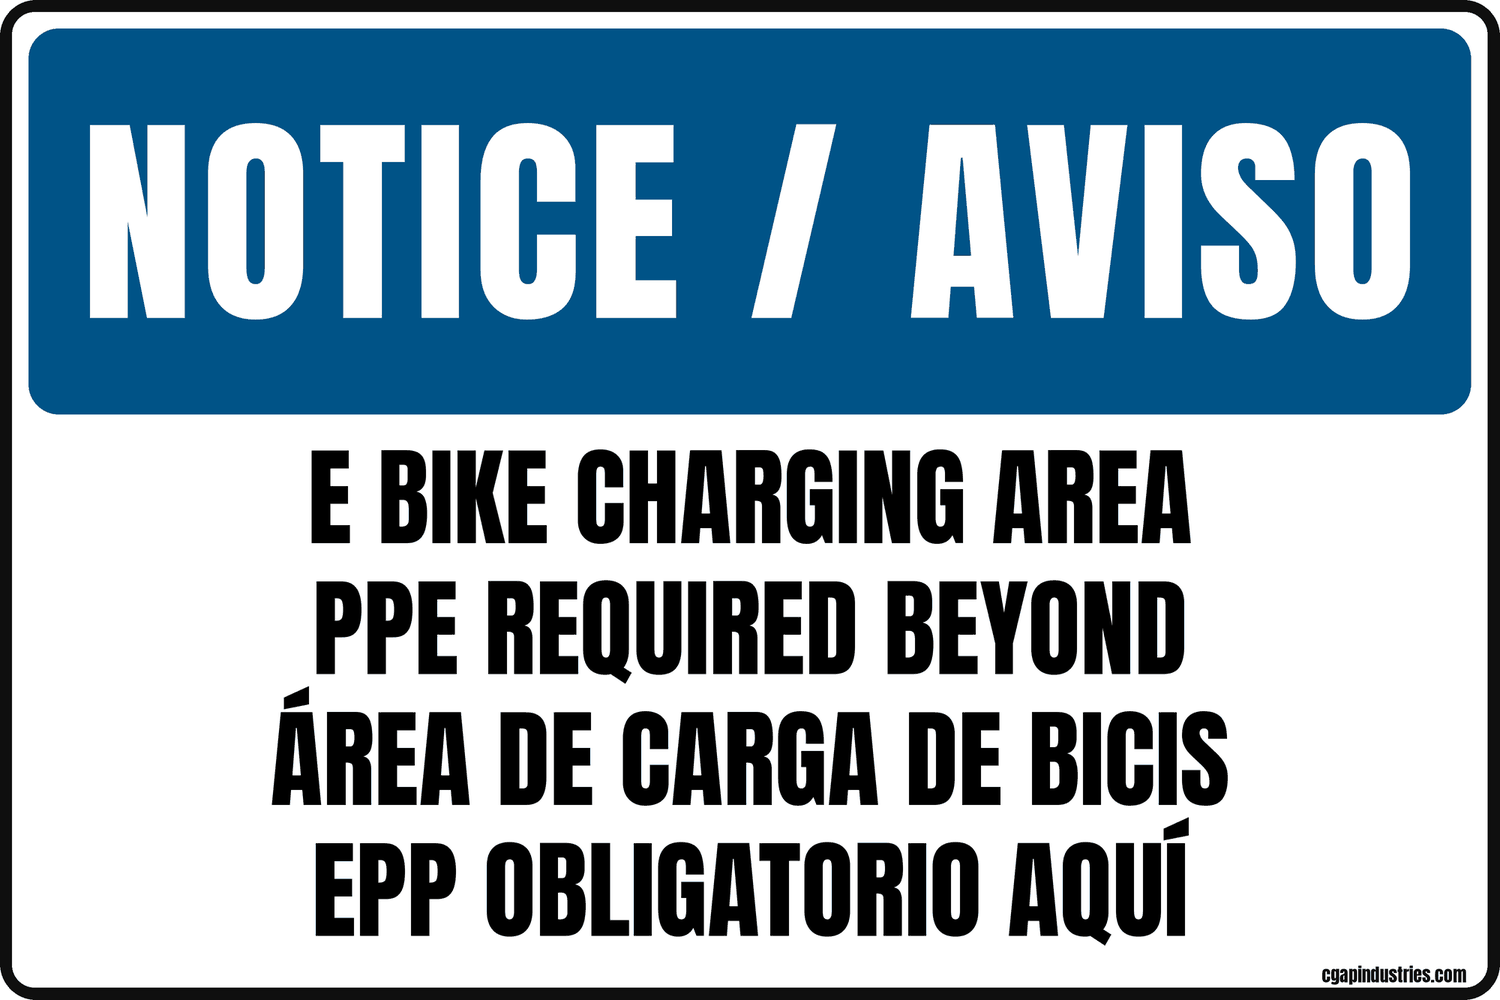 NOTICE / AVISO
E BIKE CHARGING AREA
PPE REQUIRED BEYOND
ÁREA DE CARGA DE BICIS
EPP OBLIGATORIO AQUÍ
cgapindustries.com